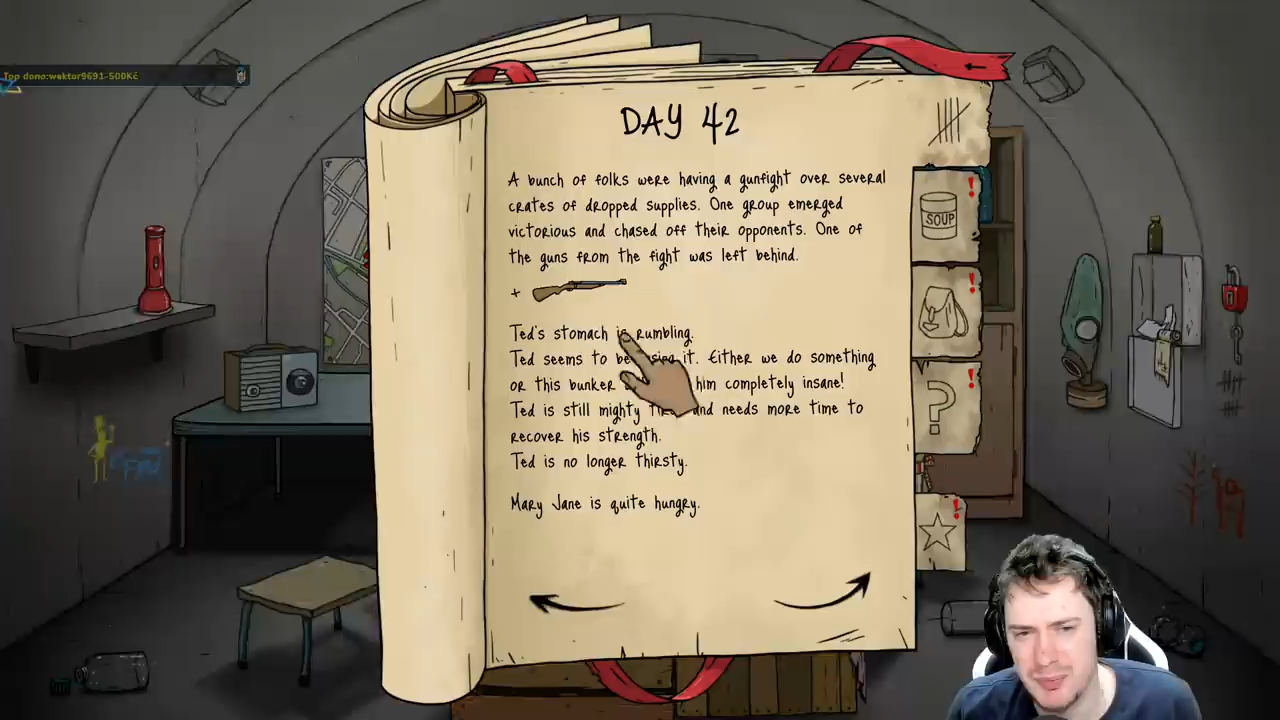 Top dono:wektor9691-500Kč
DAY 42
A bunch of folks were having a gunfight over several
crates of dropped supplies. One group emerged
victorious and chased off their opponents. One of
the guns from the fight was left behind.
+
Ted's stomach is rumbling.
Ted seems to be it. Either we do something
or this bunker him completely insane!
Ted is still mighty and needs more time to
recover his strength.
Ted is no longer thirsty.
Mary Jane is quite hungry.
!
SOUP
!
!
?
!